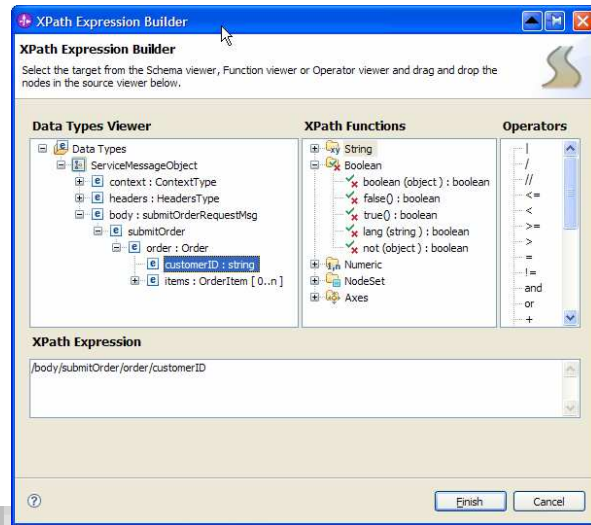 XPath Expression Builder
XPath Expression Builder
Select the target from the Schema viewer, Function viewer or Operator viewer and drag and drop the
nodes in the source viewer below.
Data Types Viewer
Data Types
ServiceMessageObject
context : ContextType
headers : HeadersType
body : submitOrderRequestMsg
submitOrder
order : Order
customerID : string
items : OrderItem [ 0..n ]
XPath Functions
String
Boolean
boolean (object ) : boolean
false() : boolean
true() : boolean
lang (string ) : boolean
not (object ) : boolean
Numeric
NodeSet
Axes
Operators
|
/
//
<=
<
>=
>
=
!=
and
or
+
XPath Expression
/body/submitOrder/order/customerID
Finish
Cancel